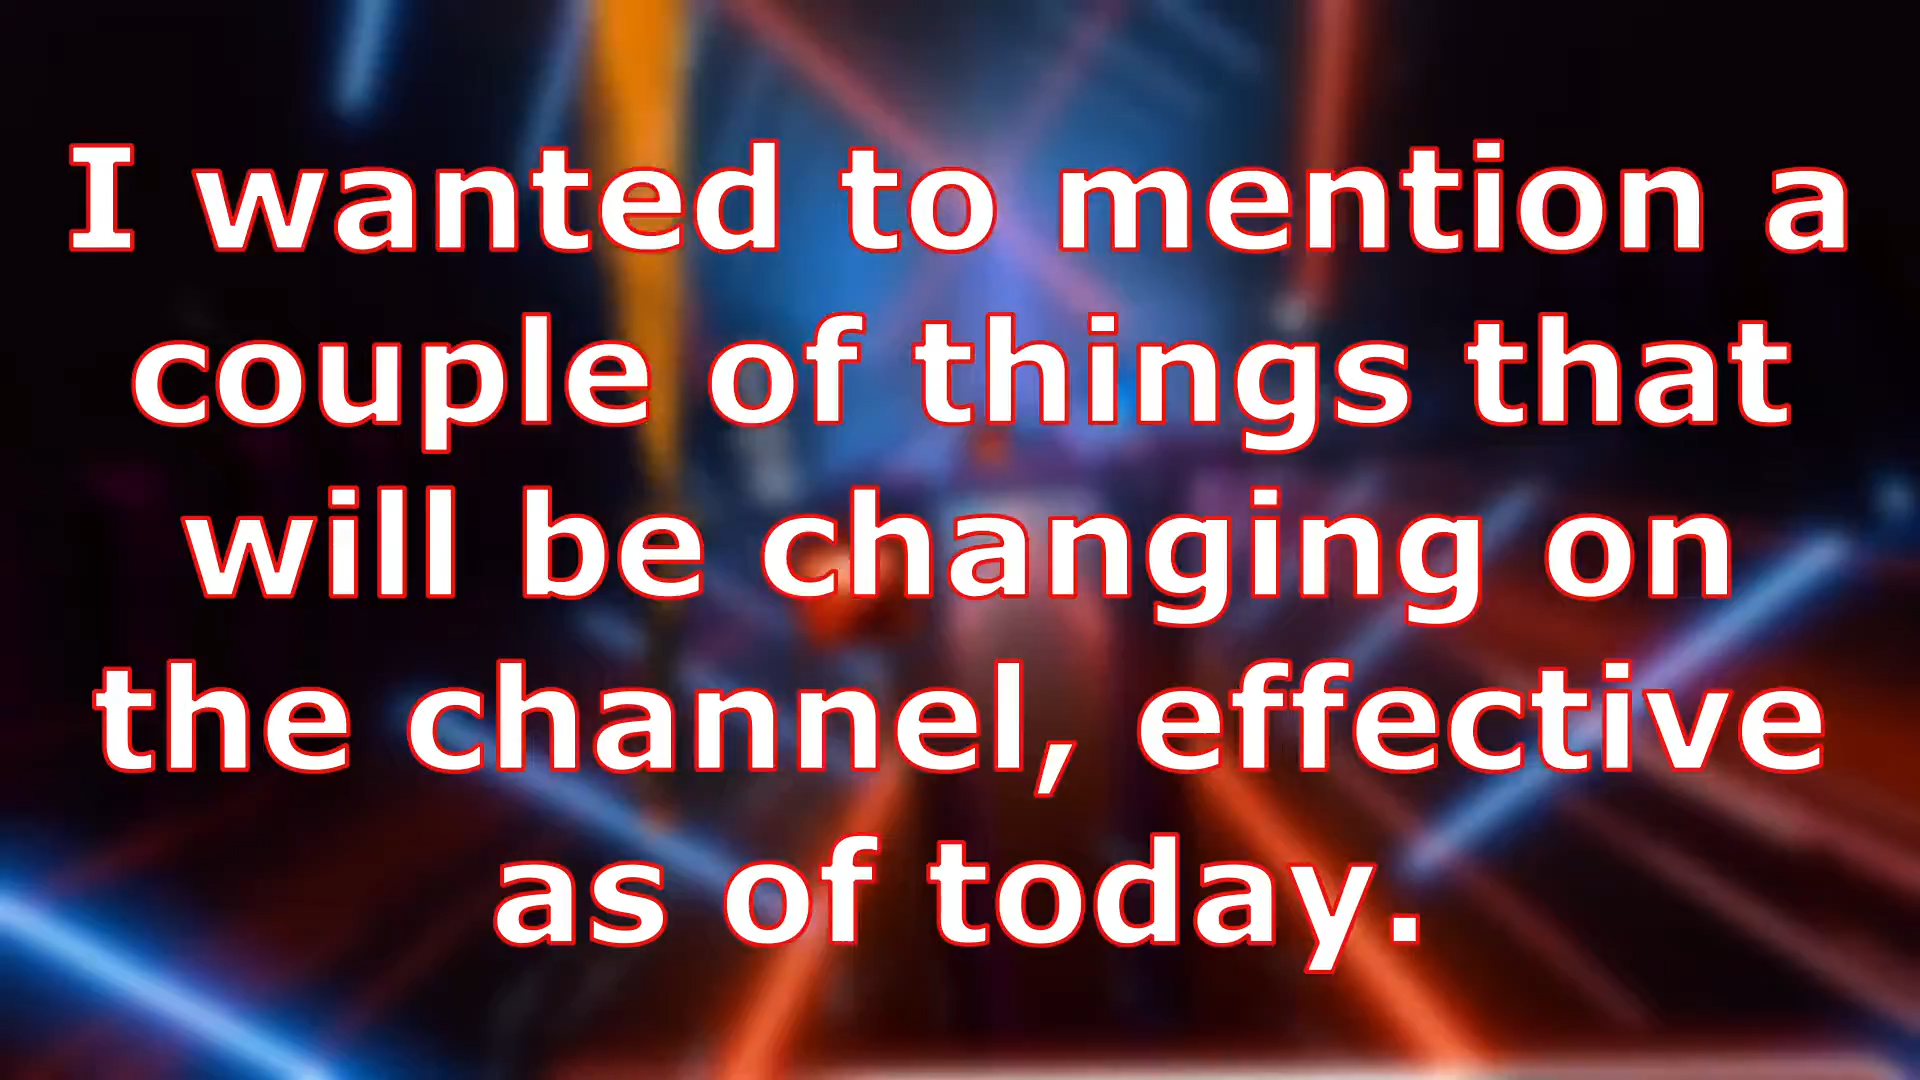 I wanted to mention a
couple of things that
will be changing on
the channel, effective
as of today.